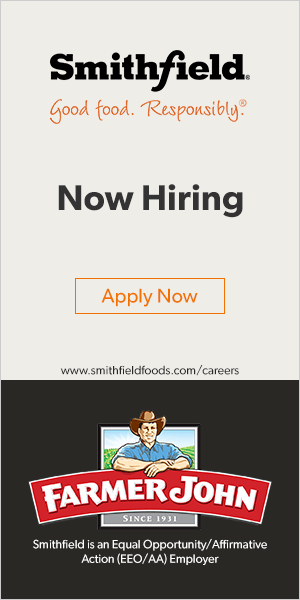 Smithfield®
Good food. Responsibly.®
Now Hiring
Apply Now
www.smithfieldfoods.com/careers
FARMER JOHN
SINCE 1931
Smithfield is an Equal Opportunity/Affirmative
Action (EEO/AA) Employer